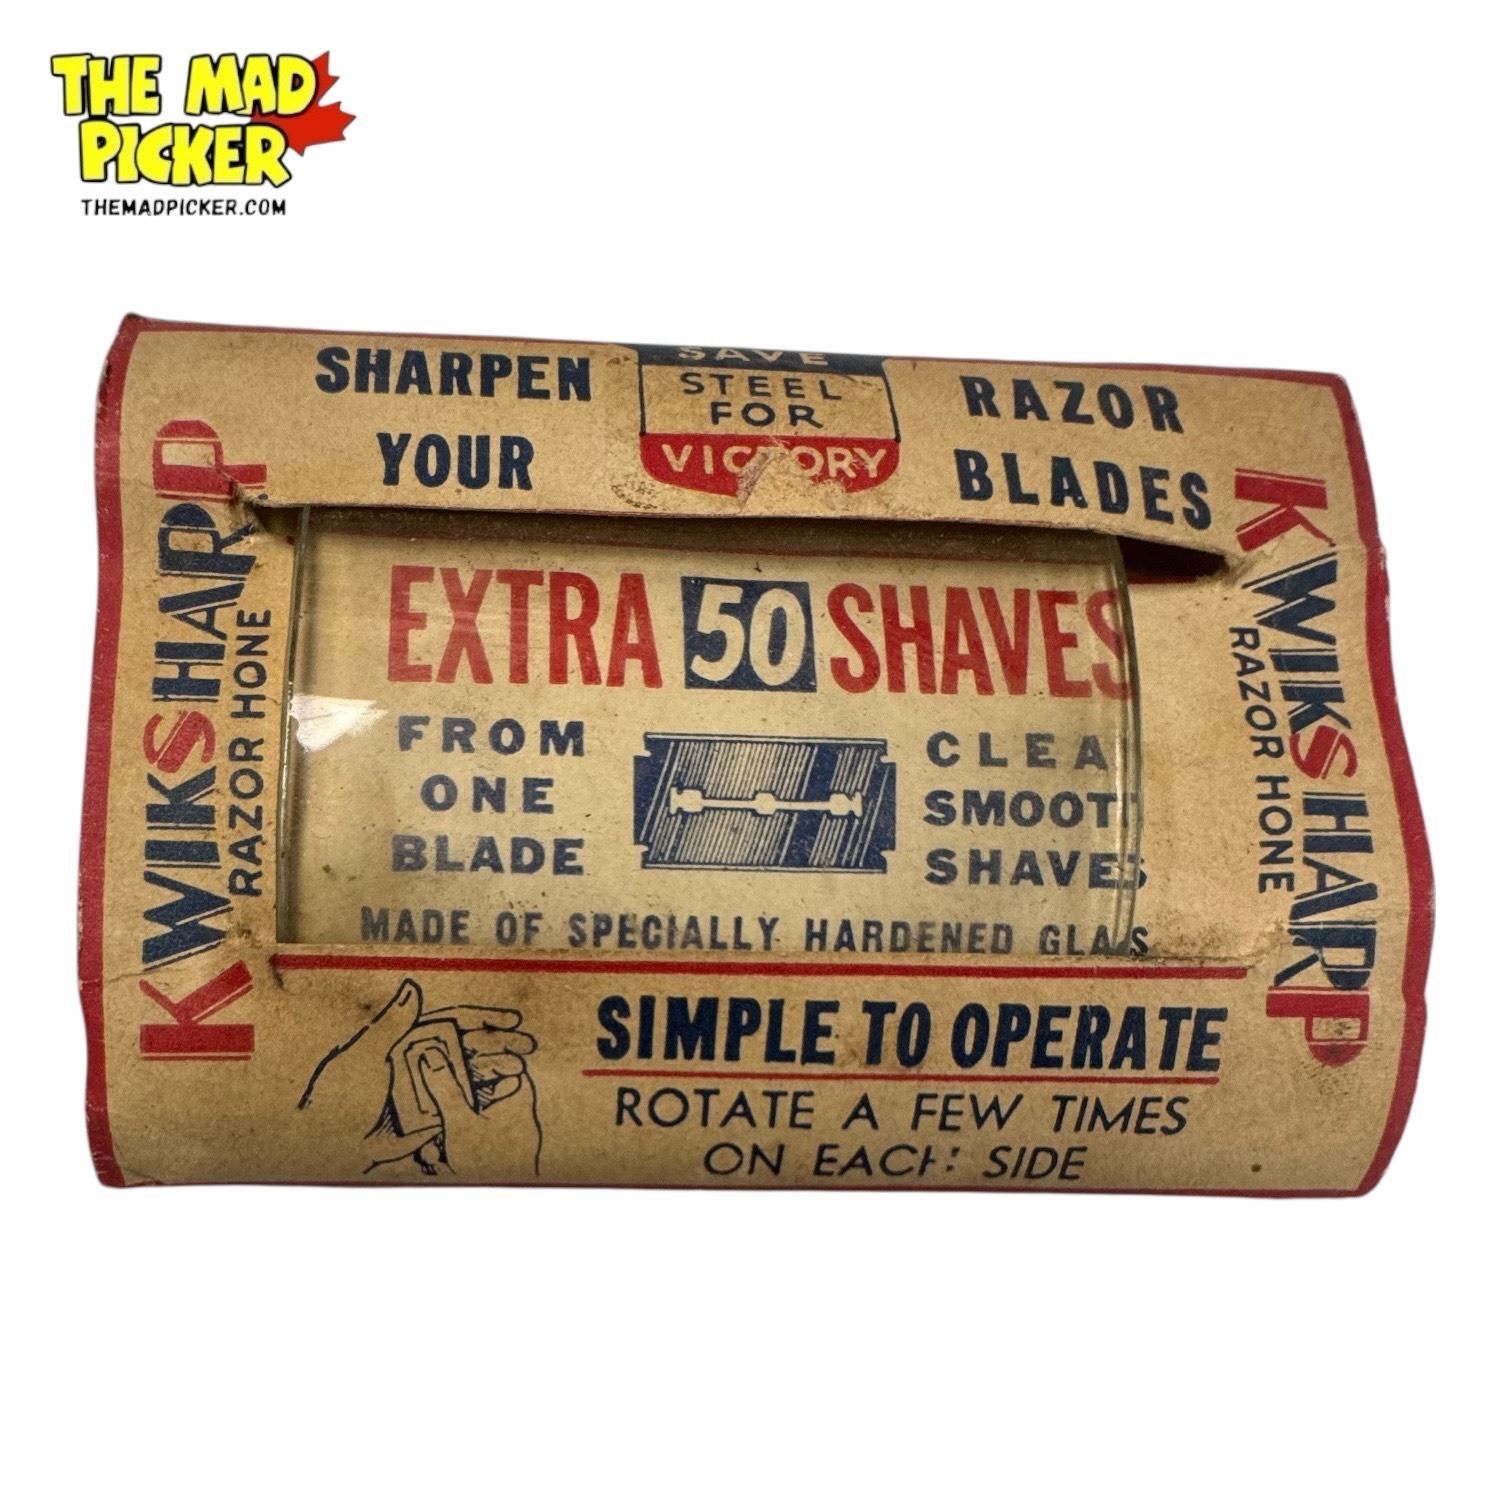 THE MAD
PICKER
THEMADPICKER.COM
SHARPEN
YOUR
SAVE
STEEL
FOR
VICTORY
RAZOR
BLADES
KWIKSHARP
RAZOR HONE
EXTRA 50 SHAVES
FROM
ONE
BLADE
CLEA
SMOOT
SHAVES
MADE OF SPECIALLY HARDENED GLASS
KWIKSHARP
RAZOR HONE
SIMPLE TO OPERATE
ROTATE A FEW TIMES
ON EACH SIDE